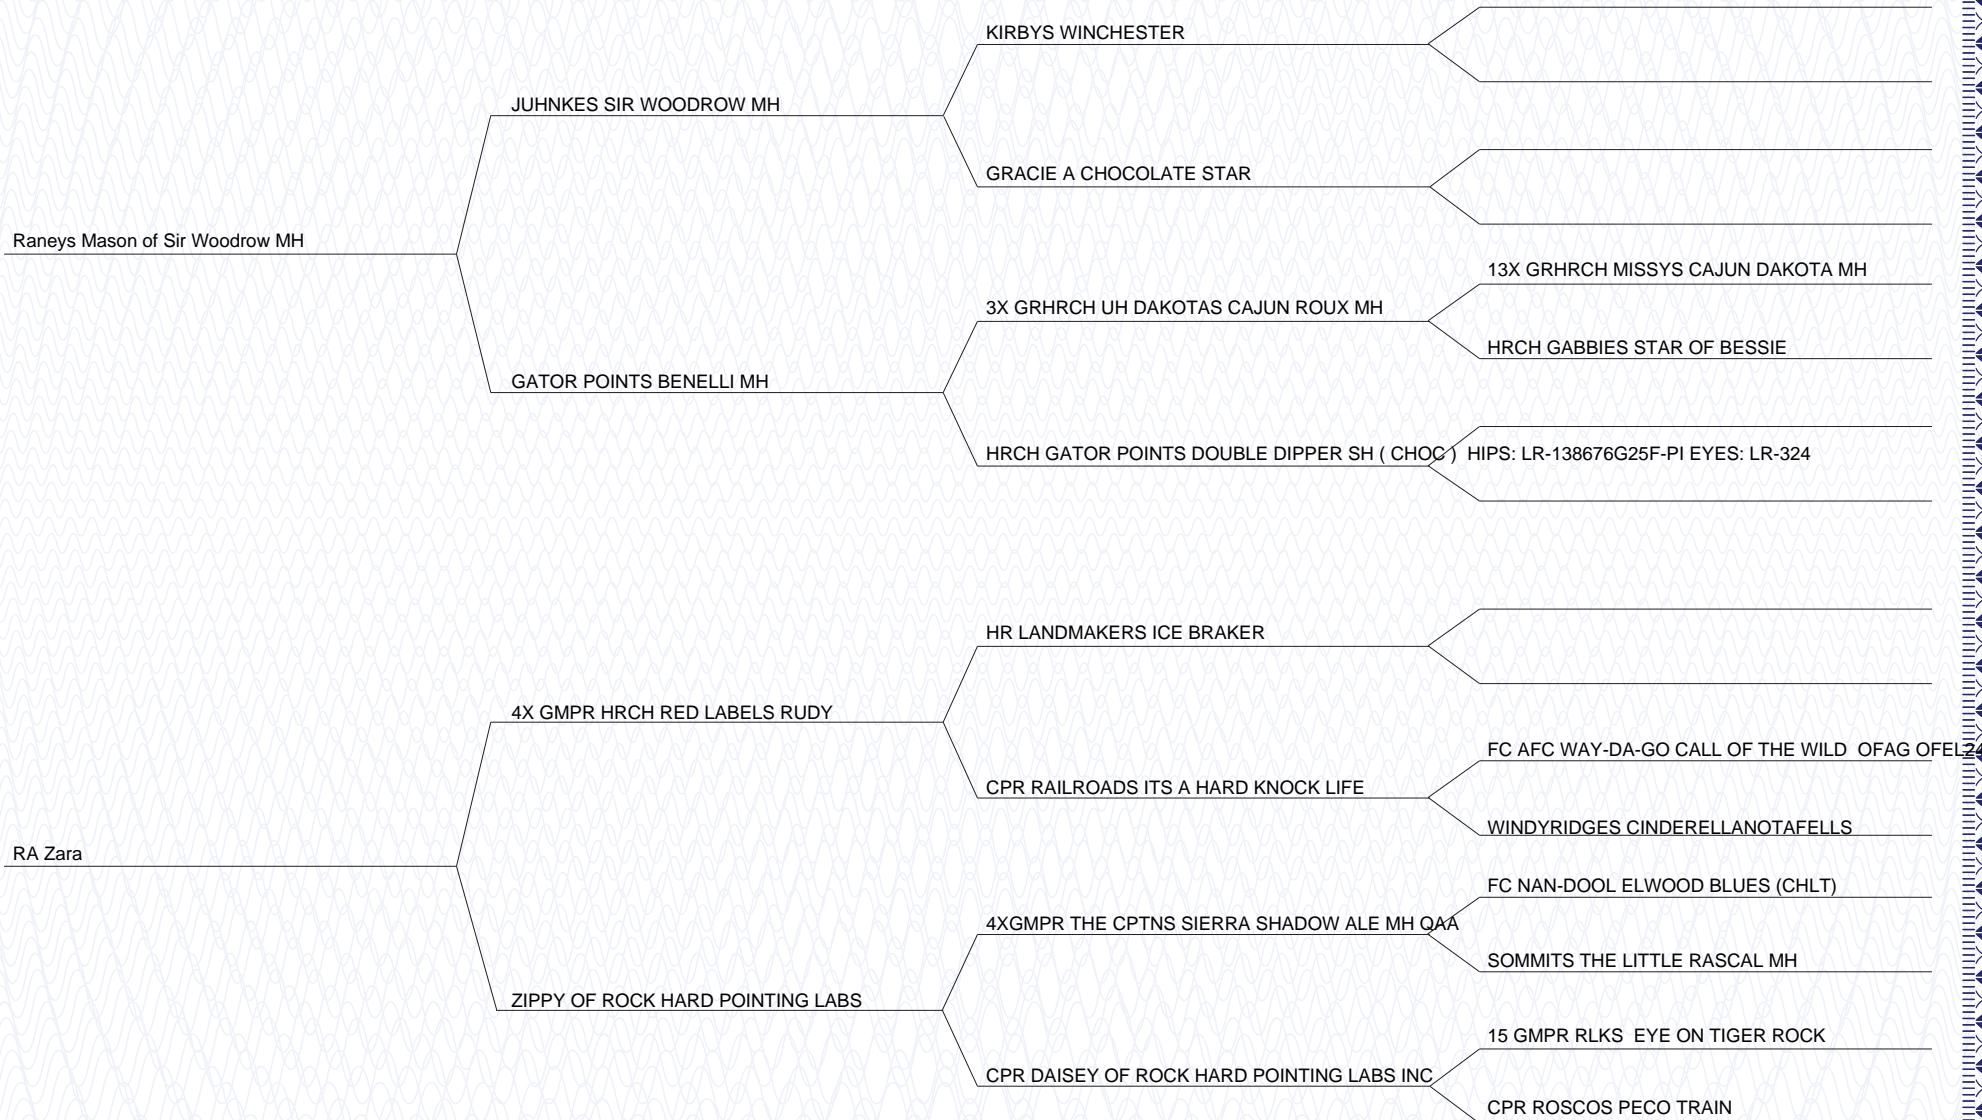 KIRBYS WINCHESTER
JUHNKES SIR WOODROW MH
GRACIE A CHOCOLATE STAR
Raneys Mason of Sir Woodrow MH
13X GRHRCH MISSYS CAJUN DAKOTA MH
3X GRHRCH UH DAKOTAS CAJUN ROUX MH
HRCH GABBIES STAR OF BESSIE
GATOR POINTS BENELLI MH
HRCH GATOR POINTS DOUBLE DIPPER SH ( CHOC )  HIPS: LR-138676G25F-PI EYES: LR-324
HR LANDMAKERS ICE BRAKER
4X GMPR HRCH RED LABELS RUDY
FC AFC WAY-DA-GO CALL OF THE WILD  OFAG OFEL
CPR RAILROADS ITS A HARD KNOCK LIFE
WINDYRIDGES CINDERELLANOTAFELLS
RA Zara
FC NAN-DOOL ELWOOD BLUES (CHLT)
4XGMPR THE CPTNS SIERRA SHADOW ALE MH QAA
SOMMITS THE LITTLE RASCAL MH
ZIPPY OF ROCK HARD POINTING LABS
15 GMPR RLKS  EYE ON TIGER ROCK
CPR DAISEY OF ROCK HARD POINTING LABS INC
CPR ROSCOS PECO TRAIN